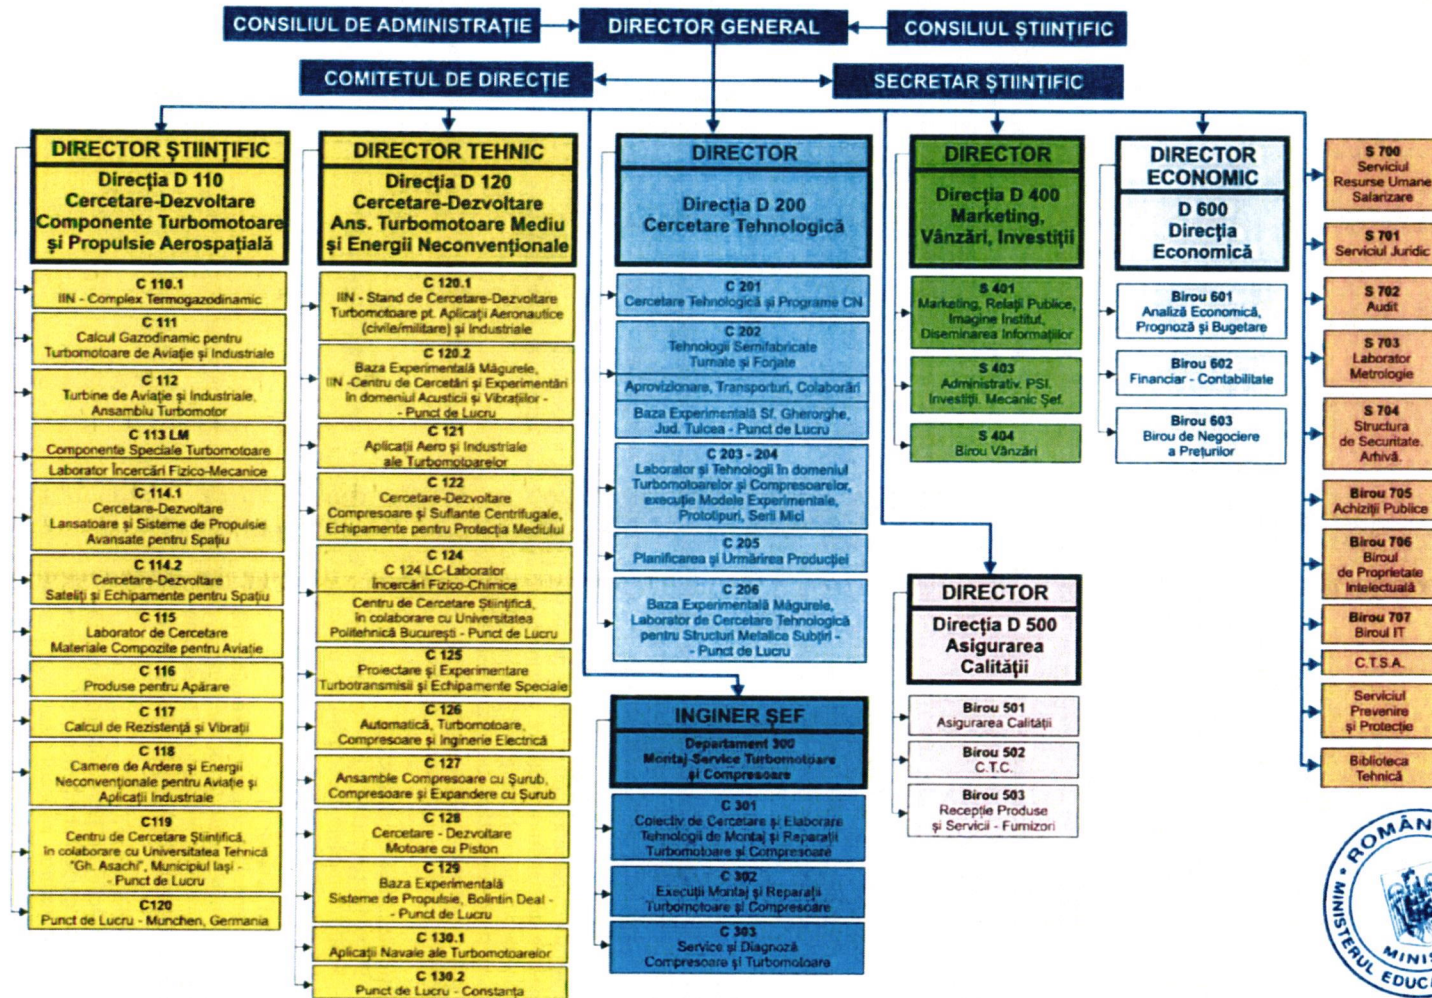 CONSILIUL DE ADMINISTRAȚIE
DIRECTOR GENERAL
CONSILIUL ȘTIINȚIFIC
COMITETUL DE DIRECȚIE
SECRETAR ȘTIINȚIFIC
DIRECTOR ȘTIINȚIFIC
Direcția D 110
Cercetare-Dezvoltare
Componente Turbomotoare
și Propulsie Aerospațială
C 110.1
IIN - Complex Termogazodinamic
C 111
Calcul Gazodinamic pentru
Turbomotoare de Aviație și Industriale
C 112
Turbine de Aviație și Industriale,
Ansamblu Turbomotor
C 113 LM
Componente Speciale Turbomotoare
Laborator Încercări Fizico-Mecanice
C 114.1
Cercetare-Dezvoltare
Lansatoare și Sisteme de Propulsie
Avansate pentru Spațiu
C 114.2
Cercetare-Dezvoltare
Sateliți și Echipamente pentru Spațiu
C 115
Laborator de Cercetare
Materiale Compozite pentru Aviație
C 116
Produse pentru Apărare
C 117
Calcul de Rezistență și Vibrații
C 118
Camere de Ardere și Energii
Neconvenționale pentru Aviație și
Aplicații Industriale
C119
Centru de Cercetare Științifică,
în colaborare cu Universitatea Tehnică
"Gh. Asachi", Municipiul Iași -
- Punct de Lucru
C120
Punct de Lucru - Munchen, Germania
DIRECTOR TEHNIC
Direcția D 120
Cercetare-Dezvoltare
Ans. Turbomotoare Mediu
și Energii Neconvenționale
C 120.1
IIN - Stand de Cercetare-Dezvoltare
Turbomotoare pt. Aplicații Aeronautice
(civile/militare) și Industriale
C 120.2
Baza Experimentală Măgurele,
IIN -Centru de Cercetări și Experimentări
în domeniul Acusticii și Vibrațiilor -
- Punct de Lucru
C 121
Aplicații Aero și Industriale
ale Turbomotoarelor
C 122
Cercetare-Dezvoltare
Compresoare și Suflante Centrifugale,
Echipamente pentru Protecția Mediului
C 124
C 124 LC-Laborator
Încercări Fizico-Chimice
Centru de Cercetare Științifică,
în colaborare cu Universitatea
Politehnică București - Punct de Lucru
C 125
Proiectare și Experimentare
Turbotransmisii și Echipamente Speciale
C 126
Automatică, Turbomotoare,
Compresoare și Inginerie Electrică
C 127
Ansamble Compresoare cu Șurub,
Compresoare și Expandere cu Șurub
C 128
Cercetare - Dezvoltare
Motoare cu Piston
C 129
Baza Experimentală
Sisteme de Propulsie, Bolintin Deal -
- Punct de Lucru
C 130.1
Aplicații Navale ale Turbomotoarelor
C 130.2
Punct de Lucru - Constanța
DIRECTOR
Direcția D 200
Cercetare Tehnologică
C 201
Cercetare Tehnologică și Programe CN
C 202
Tehnologii Semifabricate
Turnate și Forjate
Aprovizionare, Transporturi, Colaborări
Baza Experimentală Sf. Gheorghe,
Jud. Tulcea - Punct de Lucru
C 203 - 204
Laborator și Tehnologii în domeniul
Turbomotoarelor și Compresoarelor,
execuție Modele Experimentale,
Prototipuri, Serii Mici
C 205
Planificarea și Urmărirea Producției
C 206
Baza Experimentală Măgurele,
Laborator de Cercetare Tehnologică
pentru Structuri Metalice Subțiri -
- Punct de Lucru
INGINER ȘEF
Departament 300
Montaj-Service Turbomotoare
și Compresoare
C 301
Colectiv de Cercetare și Elaborare
Tehnologii de Montaj și Reparații
Turbomotoare și Compresoare
C 302
Execuții Montaj și Reparații
Turbomotoare și Compresoare
C 303
Service și Diagnoză
Compresoare și Turbomotoare
DIRECTOR
Direcția D 400
Marketing,
Vânzări, Investiții
S 401
Marketing, Relații Publice,
Imagine Institut,
Diseminarea Informațiilor
S 403
Administrativ. PSI.
Investiții. Mecanic Șef.
S 404
Birou Vânzări
DIRECTOR
Direcția D 500
Asigurarea
Calității
Birou 501
Asigurarea Calității
Birou 502
C.T.C.
Birou 503
Recepție Produse
și Servicii - Furnizori
DIRECTOR
ECONOMIC
D 600
Direcția
Economică
Birou 601
Analiză Economică,
Prognoză și Bugetare
Birou 602
Financiar - Contabilitate
Birou 603
Birou de Negociere
a Prețurilor
S 700
Serviciul
Resurse Umane
Salarizare
S 701
Serviciul Juridic
S 702
Audit
S 703
Laborator
Metrologie
S 704
Structura
de Securitate.
Arhivă.
Birou 705
Achiziții Publice
Birou 706
Biroul
de Proprietate
Intelectuală
Birou 707
Biroul IT
C.T.S.A.
Serviciul
Prevenire
și Protecție
Biblioteca
Tehnică